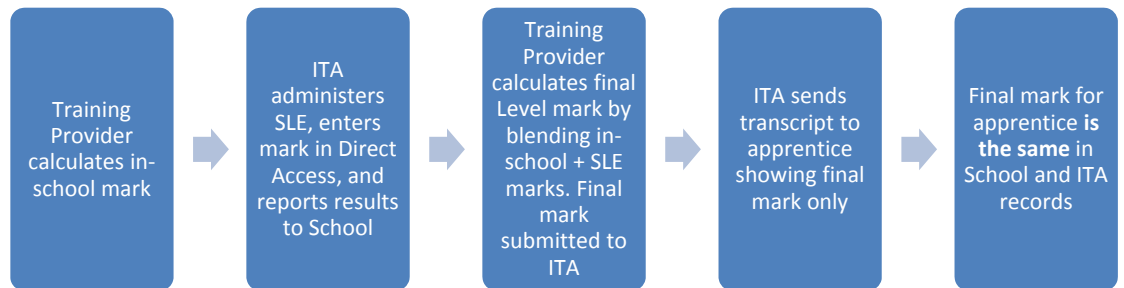 Training
Provider
calculates in-
school mark
ITA
administers
SLE, enters
mark in Direct
Access, and
reports results
to School
Training
Provider
calculates final
Level mark by
blending in-
school + SLE
marks. Final
mark
submitted to
ITA
ITA sends
transcript to
apprentice
showing final
mark only
Final mark for
apprentice is
the same in
School and ITA
records